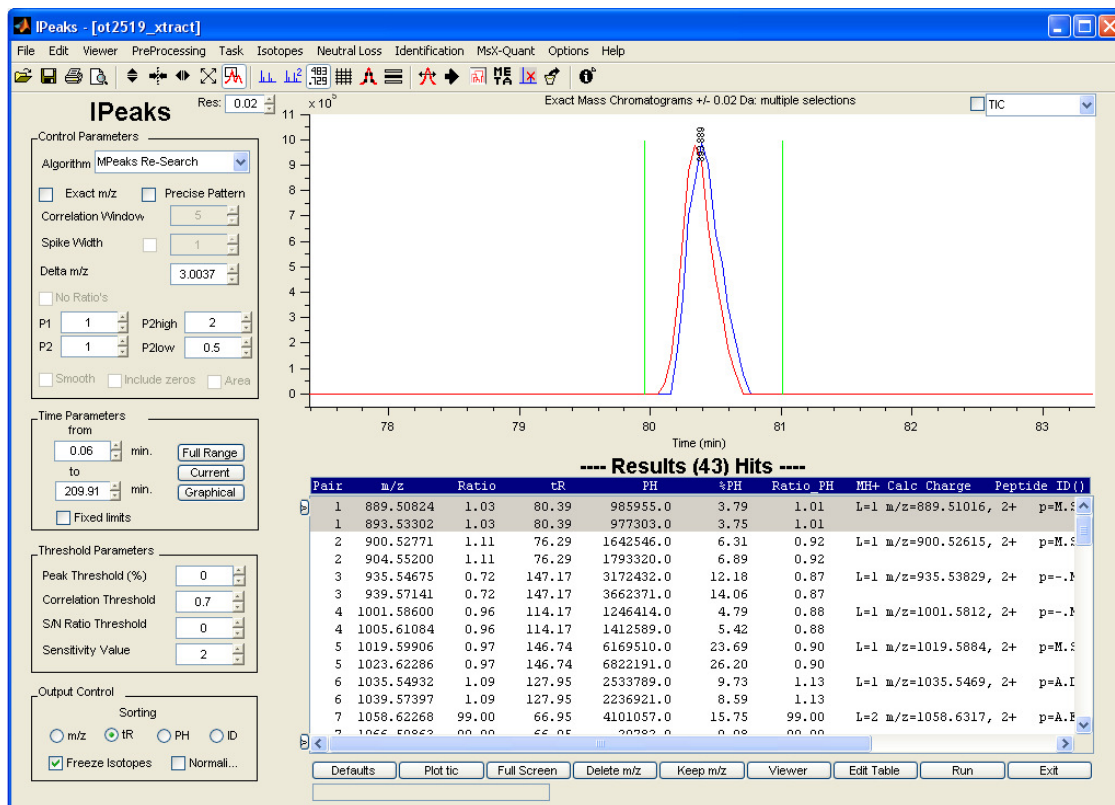 IPeaks - [ot2519_xtract]
File Edit Viewer PreProcessing Task Isotopes Neutral Loss Identification MsX-Quant Options Help
IPeaks
Res: 0.02
Control Parameters
Algorithm MPeaks Re-Search
Exact m/z Precise Pattern
Correlation Window 5
Spike Width 1
Delta m/z 3.0037
No Ratio's
P1 1 P2high 2
P2 1 P2low 0.5
Smooth Include zeros Area
Time Parameters
from
0.06 min. Full Range
to Current
209.91 min. Graphical
Fixed limits
Threshold Parameters
Peak Threshold (%) 0
Correlation Threshold 0.7
S/N Ratio Threshold 0
Sensitivity Value 2
Output Control
Sorting
m/z tR PH ID
Freeze Isotopes Normali...
Exact Mass Chromatograms +/- 0.02 Da: multiple selections
TIC
x 10^5
11
10
9
8
7
6
5
4
3
2
1
0
78 79 80 81 82 83
Time (min)
---- Results (43) Hits ----
Pair m/z Ratio tR PH %PH Ratio_PH MH+ Calc Charge Peptide ID()
1 889.50824 1.03 80.39 985955.0 3.79 1.01 L=1 m/z=889.51016, 2+ p=M.S
1 893.53302 1.03 80.39 977303.0 3.75 1.01
2 900.52771 1.11 76.29 1642546.0 6.31 0.92 L=1 m/z=900.52615, 2+ p=M.S
2 904.55200 1.11 76.29 1793320.0 6.89 0.92
3 935.54675 0.72 147.17 3172432.0 12.18 0.87 L=1 m/z=935.53829, 2+ p=-.M
3 939.57141 0.72 147.17 3662371.0 14.06 0.87
4 1001.58600 0.96 114.17 1246414.0 4.79 0.88 L=1 m/z=1001.5812, 2+ p=-.M
4 1005.61084 0.96 114.17 1412589.0 5.42 0.88
5 1019.59906 0.97 146.74 6169510.0 23.69 0.90 L=1 m/z=1019.5884, 2+ p=M.S
5 1023.62286 0.97 146.74 6822191.0 26.20 0.90
6 1035.54932 1.09 127.95 2533789.0 9.73 1.13 L=1 m/z=1035.5469, 2+ p=A.I
6 1039.57397 1.09 127.95 2236921.0 8.59 1.13
7 1058.62268 99.00 66.95 4101057.0 15.75 99.00 L=2 m/z=1058.6317, 2+ p=A.E
Defaults Plot tic Full Screen Delete m/z Keep m/z Viewer Edit Table Run Exit